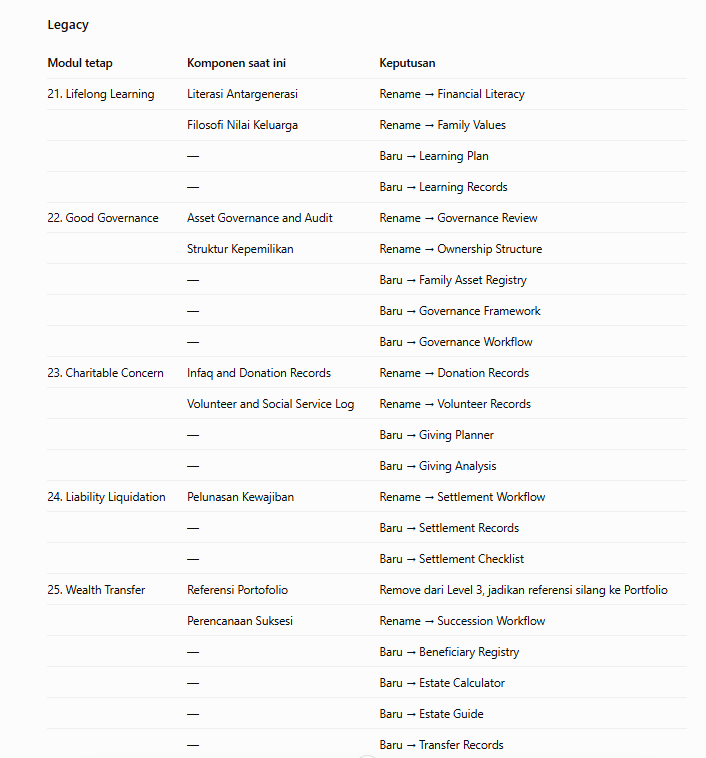 Legacy
Modul tetap Komponen saat ini Keputusan
21. Lifelong Learning Literasi Antargenerasi Rename → Financial Literacy
Filosofi Nilai Keluarga Rename → Family Values
— Baru → Learning Plan
— Baru → Learning Records
22. Good Governance Asset Governance and Audit Rename → Governance Review
Struktur Kepemilikan Rename → Ownership Structure
— Baru → Family Asset Registry
— Baru → Governance Framework
— Baru → Governance Workflow
23. Charitable Concern Infaq and Donation Records Rename → Donation Records
Volunteer and Social Service Log Rename → Volunteer Records
— Baru → Giving Planner
— Baru → Giving Analysis
24. Liability Liquidation Pelunasan Kewajiban Rename → Settlement Workflow
— Baru → Settlement Records
— Baru → Settlement Checklist
25. Wealth Transfer Referensi Portofolio Remove dari Level 3, jadikan referensi silang ke Portfolio
Perencanaan Suksesi Rename → Succession Workflow
— Baru → Beneficiary Registry
— Baru → Estate Calculator
— Baru → Estate Guide
— Baru → Transfer Records